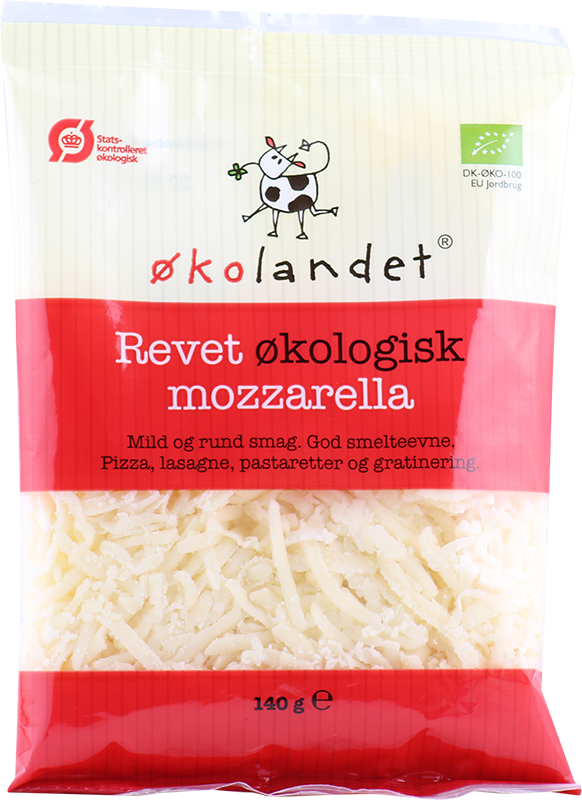 Stats-
kontrolleret
økologisk
DK-ØKO-100
EU Jordbrug
økolandet®
Revet økologisk
mozzarella
Mild og rund smag. God smelteevne.
Pizza, lasagne, pastaretter og gratinering.
140 g ℮